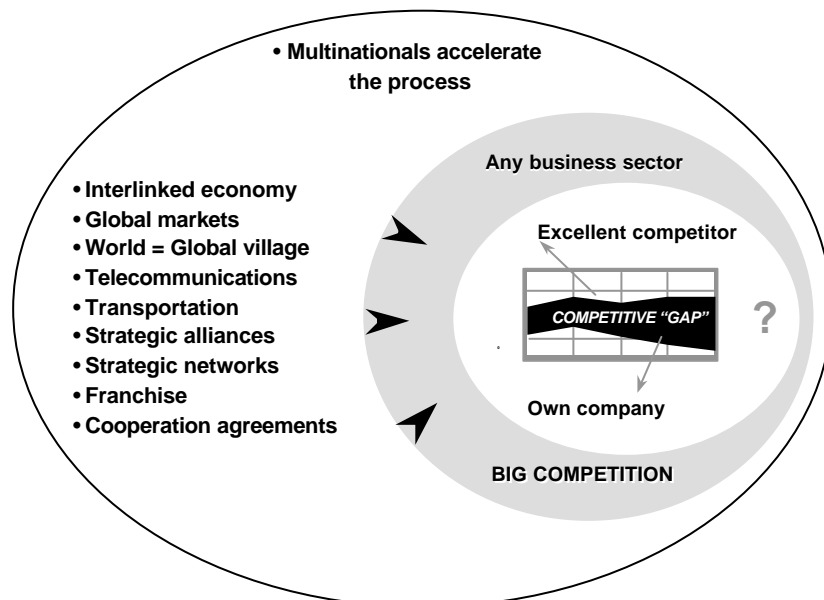 • Multinationals accelerate
the process
• Interlinked economy
• Global markets
• World = Global village
• Telecommunications
• Transportation
• Strategic alliances
• Strategic networks
• Franchise
• Cooperation agreements
Any business sector
Excellent competitor
COMPETITIVE “GAP”
?
Own company
BIG COMPETITION